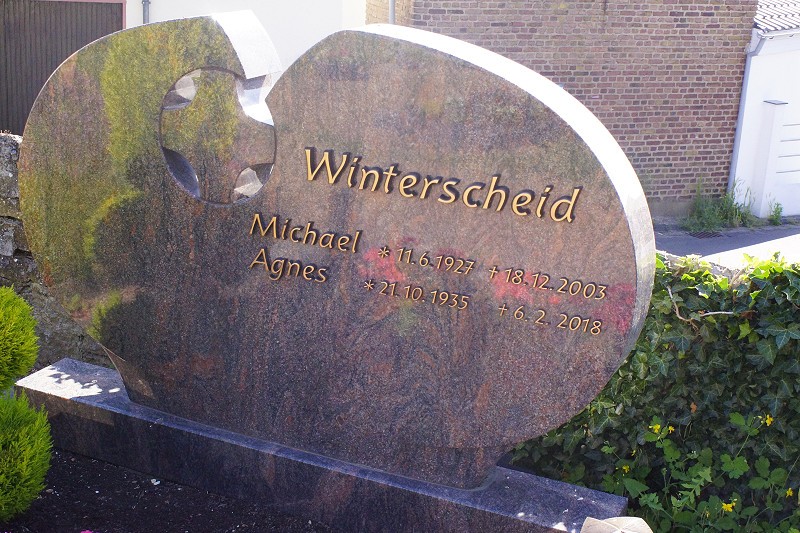 Winterscheid
Michael * 11.6.1927 + 18.12.2003
Agnes * 21.10.1935 + 6.2.2018